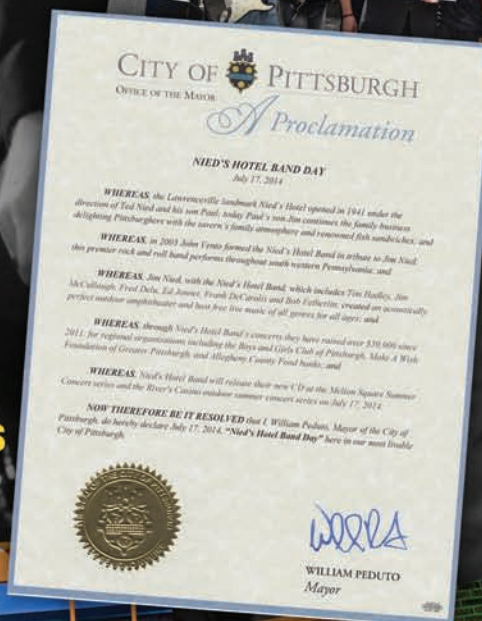 CITY OF PITTSBURGH
OFFICE OF THE MAYOR
A Proclamation
NIED'S HOTEL BAND DAY
July 17, 2014
WHEREAS, the Lawrenceville landmark Nied's Hotel opened in 1941 under the
direction of Ted Nied and his son Paul; today Paul's son Jim continues the family business
delighting Pittsburghers with the tavern's family atmosphere and renowned fish sandwiches; and
WHEREAS, in 2003 John Vento formed the Nied's Hotel Band in tribute to Jim Nied;
this premier rock and roll band performs throughout south western Pennsylvania; and
WHEREAS, Jim Nied, with the Nied's Hotel Band, which includes Tim Hadley, Jim
McCullough, Fred Delu, Ed Jonnet, Frank DeCarolis and Bob Fetherlin; created an acoustically
perfect outdoor amphitheater and host free live music of all genres for all ages; and
WHEREAS, through Nied's Hotel Band's concerts they have raised over $30,000 since
2011; for regional organizations including the Boys and Girls Club of Pittsburgh, Make A Wish
Foundation of Greater Pittsburgh, and Allegheny County Food banks; and
WHEREAS, Nied's Hotel Band will release their new CD at the Mellon Square Summer
Concert series and the River's Casino outdoor summer concert series on July 17, 2014.
NOW THEREFORE BE IT RESOLVED that I, William Peduto, Mayor of the City of
Pittsburgh, do hereby declare July 17, 2014, "Nied's Hotel Band Day" here in our most livable
City of Pittsburgh.
WILLIAM PEDUTO
Mayor
S